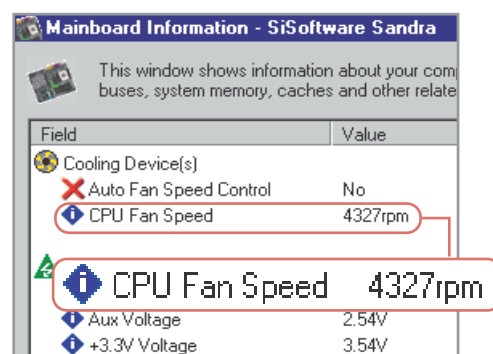 Mainboard Information - SiSoftware Sandra
This window shows information about your com
buses, system memory, caches and other relate
Field Value
Cooling Device(s)
Auto Fan Speed Control No
CPU Fan Speed 4327rpm
CPU Fan Speed 4327rpm
Aux Voltage 2.54V
+3.3V Voltage 3.54V